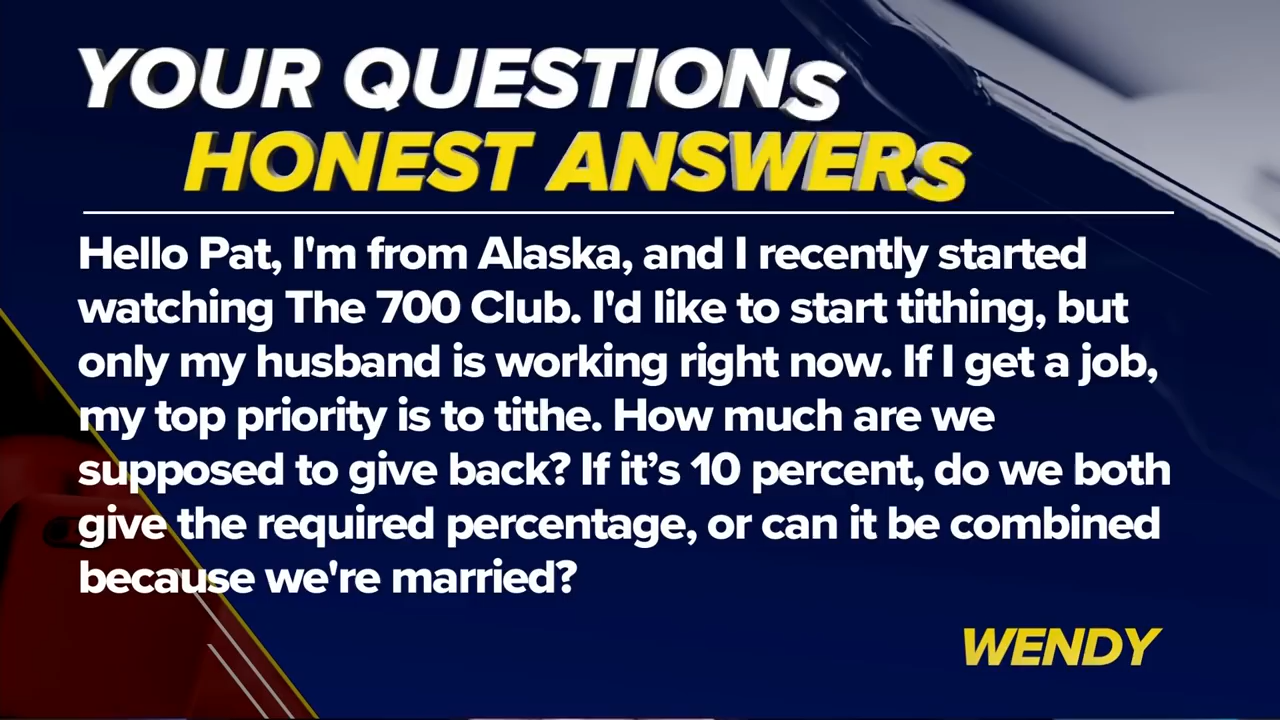 YOUR QUESTIONS
HONEST ANSWERS
Hello Pat, I'm from Alaska, and I recently started
watching The 700 Club. I'd like to start tithing, but
only my husband is working right now. If I get a job,
my top priority is to tithe. How much are we
supposed to give back? If it’s 10 percent, do we both
give the required percentage, or can it be combined
because we're married?
WENDY